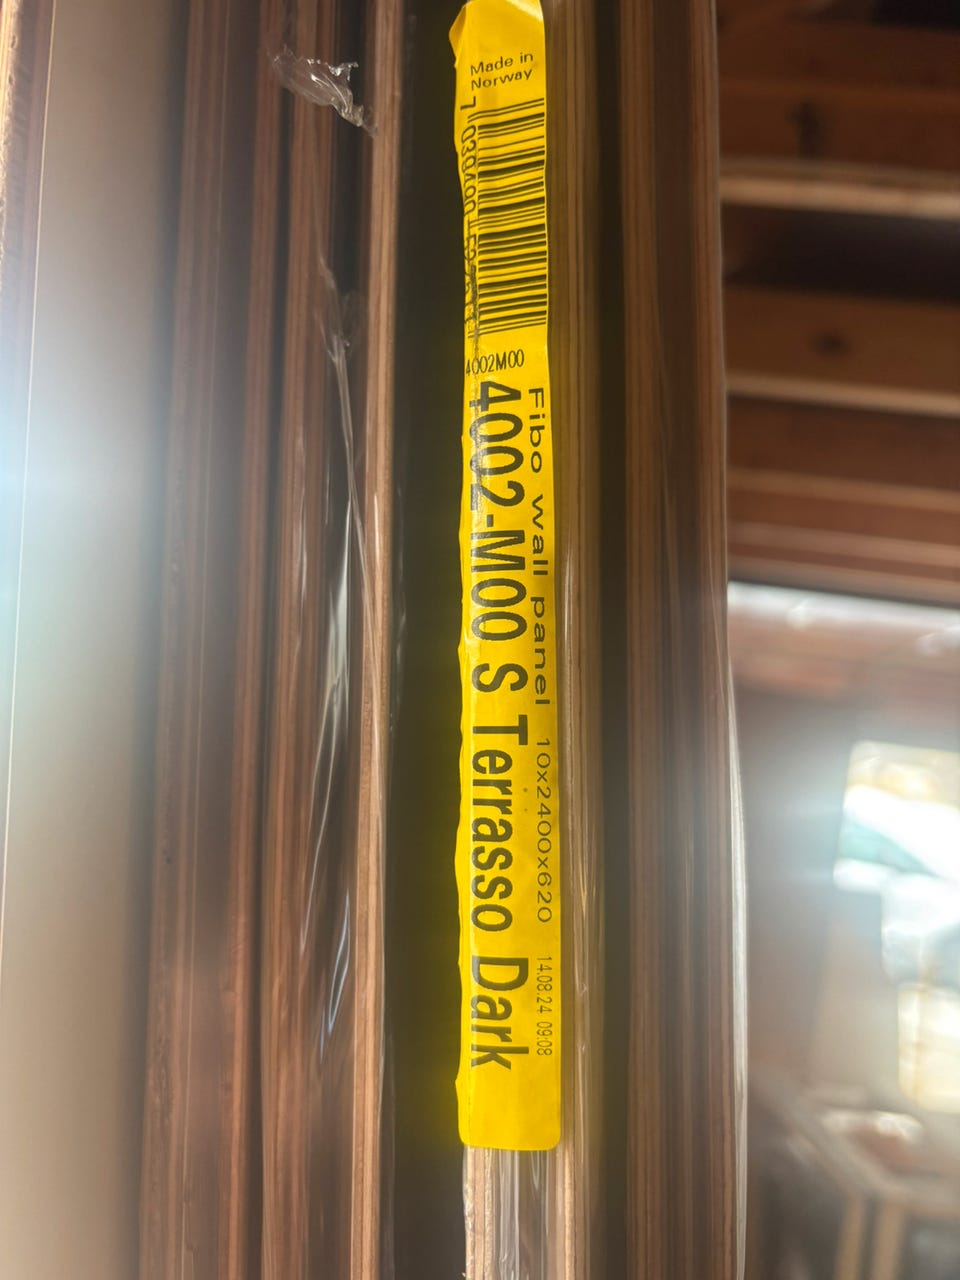 Made in
Norway
4002M00
Fibo wall panel 10x2400x620 14.08.24 09:08
4002-M00 S Terrasso Dark